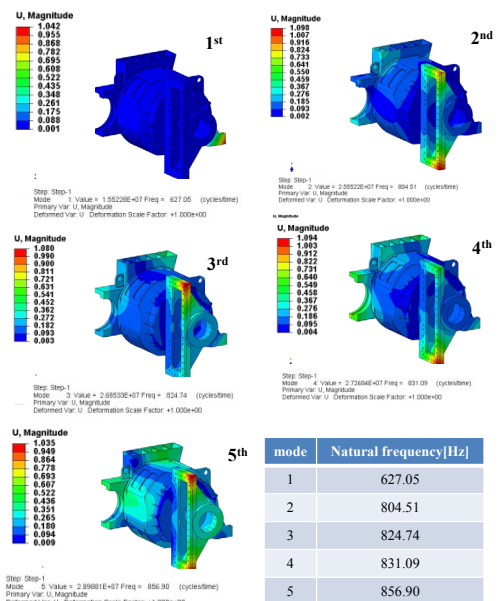 U, Magnitude
1.042
0.955
0.868
0.782
0.695
0.608
0.522
0.435
0.348
0.261
0.175
0.088
0.001
1st
Step: Step-1
Mode 1: Value = 1.55228E+07 Freq = 627.05 (cycles/time)
Primary Var: U, Magnitude
Deformed Var: U Deformation Scale Factor: +1.000e+00
U, Magnitude
1.098
1.007
0.916
0.824
0.733
0.641
0.550
0.459
0.367
0.276
0.185
0.093
0.002
2nd
Step: Step-1
Mode 2: Value = 2.55522E+07 Freq = 804.51 (cycles/time)
Primary Var: U, Magnitude
Deformed Var: U Deformation Scale Factor: +1.000e+00
U, Magnitude
1.080
0.990
0.900
0.811
0.721
0.631
0.541
0.452
0.362
0.272
0.182
0.093
0.003
3rd
Step: Step-1
Mode 3: Value = 2.68533E+07 Freq = 824.74 (cycles/time)
Primary Var: U, Magnitude
Deformed Var: U Deformation Scale Factor: +1.000e+00
U, Magnitude
U, Magnitude
1.094
1.003
0.912
0.822
0.731
0.640
0.549
0.458
0.367
0.276
0.186
0.095
0.004
4th
Step: Step-1
Mode 4: Value = 2.72684E+07 Freq = 831.09 (cycles/time)
Primary Var: U, Magnitude
Deformed Var: U Deformation Scale Factor: +1.000e+00
U, Magnitude
1.035
0.949
0.864
0.778
0.693
0.607
0.522
0.436
0.351
0.265
0.180
0.094
0.009
5th
Step: Step-1
Mode 5: Value = 2.89881E+07 Freq = 856.90 (cycles/time)
Primary Var: U, Magnitude
Deformed Var: U Deformation Scale Factor: +1.000e+00
mode Natural frequency[Hz]
1 627.05
2 804.51
3 824.74
4 831.09
5 856.90